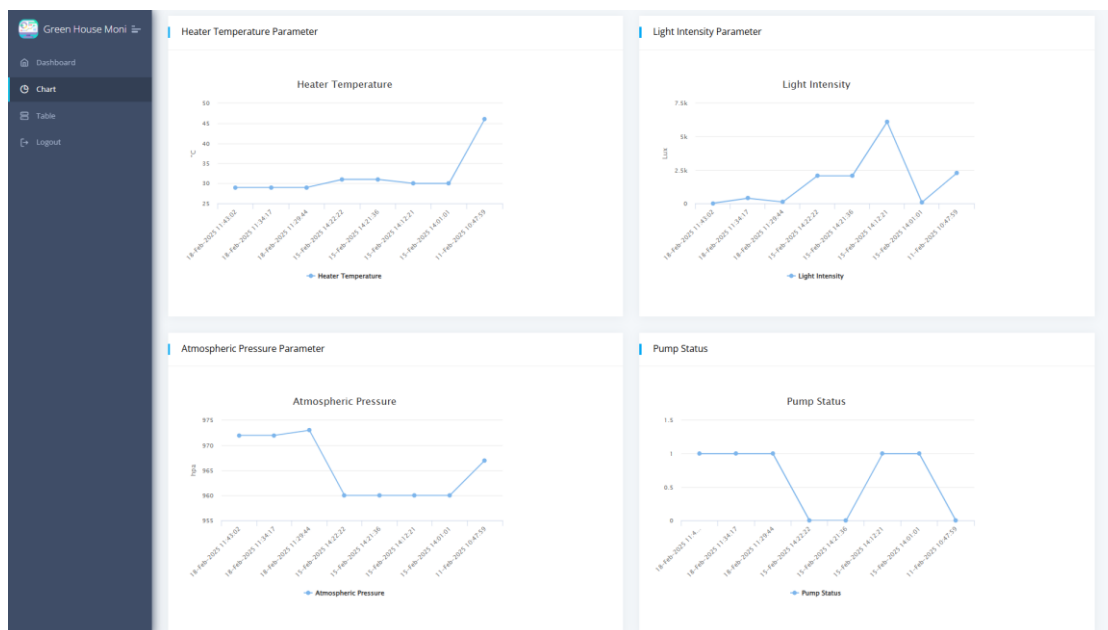 Green House Moni
Dashboard
Chart
Table
Logout
Heater Temperature Parameter
Heater Temperature
°C
50
45
40
35
30
25
18-Feb-2025 11:43:02
18-Feb-2025 11:34:17
18-Feb-2025 11:29:44
15-Feb-2025 14:22:22
15-Feb-2025 14:21:36
15-Feb-2025 14:12:21
15-Feb-2025 14:01:01
11-Feb-2025 10:47:59
Heater Temperature
Light Intensity Parameter
Light Intensity
Lux
7.5k
5k
2.5k
0
18-Feb-2025 11:43:02
18-Feb-2025 11:34:17
18-Feb-2025 11:29:44
15-Feb-2025 14:22:22
15-Feb-2025 14:21:36
15-Feb-2025 14:12:21
15-Feb-2025 14:01:01
11-Feb-2025 10:47:59
Light Intensity
Atmospheric Pressure Parameter
Atmospheric Pressure
hpa
975
970
965
960
955
18-Feb-2025 11:43:02
18-Feb-2025 11:34:17
18-Feb-2025 11:29:44
15-Feb-2025 14:22:22
15-Feb-2025 14:21:36
15-Feb-2025 14:12:21
15-Feb-2025 14:01:01
11-Feb-2025 10:47:59
Atmospheric Pressure
Pump Status
Pump Status
1.5
1
0.5
0
18-Feb-2025 11:4...
18-Feb-2025 11:34:17
18-Feb-2025 11:29:44
15-Feb-2025 14:22:22
15-Feb-2025 14:21:36
15-Feb-2025 14:12:21
15-Feb-2025 14:01:01
11-Feb-2025 10:47:59
Pump Status